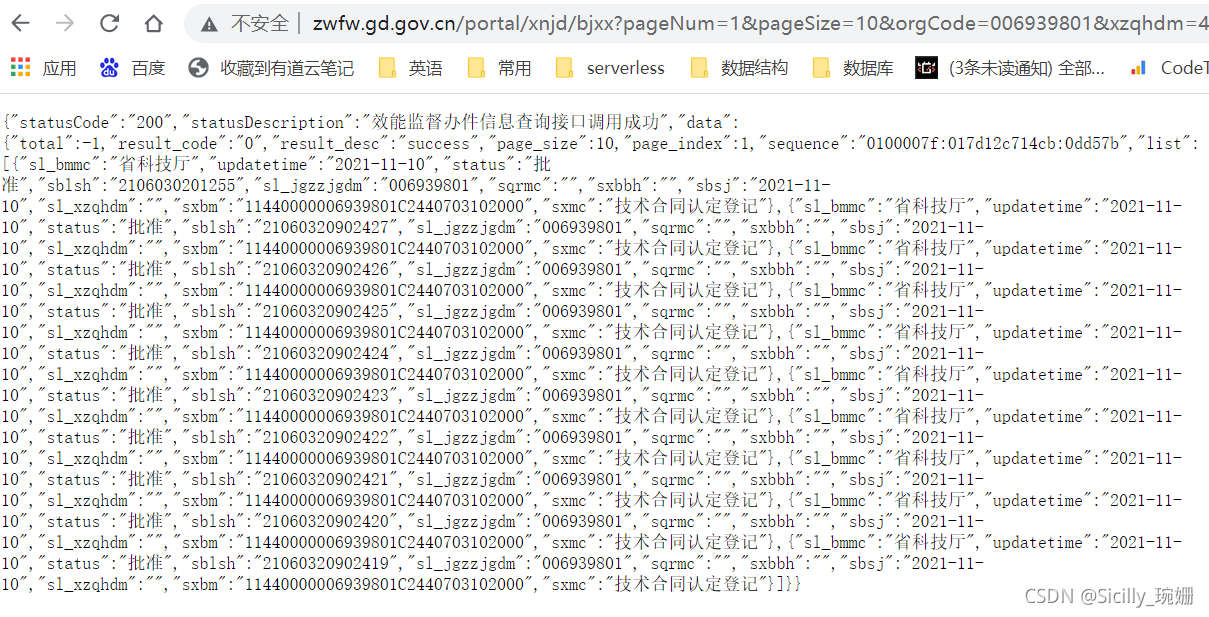 不安全 | zwfw.gd.gov.cn/portal/xnjd/bjxx?pageNum=1&pageSize=10&orgCode=006939801&xzqhdm=4
应用 百度 收藏到有道云笔记 英语 常用 serverless 数据结构 数据库 (3条未读通知) 全部... CodeT
{"statusCode":"200","statusDescription":"效能监督办件信息查询接口调用成功","data":
{"total":-1,"result_code":"0","result_desc":"success","page_size":10,"page_index":1,"sequence":"0100007f:017d12c714cb:0dd57b","list":
[{"sl_bmmc":"省科技厅","updatetime":"2021-11-10","status":"批
准","sblsh":"2106030201255","sl_jgzzjgdm":"006939801","sqrmc":"","sxbbh":"","sbsj":"2021-11-
10","sl_xzqhdm":"","sxbm":"11440000006939801C2440703102000","sxmc":"技术合同认定登记"},{"sl_bmmc":"省科技厅","updatetime":"2021-11-
10","status":"批准","sblsh":"21060320902427","sl_jgzzjgdm":"006939801","sqrmc":"","sxbbh":"","sbsj":"2021-11-
10","sl_xzqhdm":"","sxbm":"11440000006939801C2440703102000","sxmc":"技术合同认定登记"},{"sl_bmmc":"省科技厅","updatetime":"2021-11-
10","status":"批准","sblsh":"21060320902426","sl_jgzzjgdm":"006939801","sqrmc":"","sxbbh":"","sbsj":"2021-11-
10","sl_xzqhdm":"","sxbm":"11440000006939801C2440703102000","sxmc":"技术合同认定登记"},{"sl_bmmc":"省科技厅","updatetime":"2021-11-
10","status":"批准","sblsh":"21060320902425","sl_jgzzjgdm":"006939801","sqrmc":"","sxbbh":"","sbsj":"2021-11-
10","sl_xzqhdm":"","sxbm":"11440000006939801C2440703102000","sxmc":"技术合同认定登记"},{"sl_bmmc":"省科技厅","updatetime":"2021-11-
10","status":"批准","sblsh":"21060320902424","sl_jgzzjgdm":"006939801","sqrmc":"","sxbbh":"","sbsj":"2021-11-
10","sl_xzqhdm":"","sxbm":"11440000006939801C2440703102000","sxmc":"技术合同认定登记"},{"sl_bmmc":"省科技厅","updatetime":"2021-11-
10","status":"批准","sblsh":"21060320902423","sl_jgzzjgdm":"006939801","sqrmc":"","sxbbh":"","sbsj":"2021-11-
10","sl_xzqhdm":"","sxbm":"11440000006939801C2440703102000","sxmc":"技术合同认定登记"},{"sl_bmmc":"省科技厅","updatetime":"2021-11-
10","status":"批准","sblsh":"21060320902422","sl_jgzzjgdm":"006939801","sqrmc":"","sxbbh":"","sbsj":"2021-11-
10","sl_xzqhdm":"","sxbm":"11440000006939801C2440703102000","sxmc":"技术合同认定登记"},{"sl_bmmc":"省科技厅","updatetime":"2021-11-
10","status":"批准","sblsh":"21060320902421","sl_jgzzjgdm":"006939801","sqrmc":"","sxbbh":"","sbsj":"2021-11-
10","sl_xzqhdm":"","sxbm":"11440000006939801C2440703102000","sxmc":"技术合同认定登记"},{"sl_bmmc":"省科技厅","updatetime":"2021-11-
10","status":"批准","sblsh":"21060320902420","sl_jgzzjgdm":"006939801","sqrmc":"","sxbbh":"","sbsj":"2021-11-
10","sl_xzqhdm":"","sxbm":"11440000006939801C2440703102000","sxmc":"技术合同认定登记"},{"sl_bmmc":"省科技厅","updatetime":"2021-11-
10","status":"批准","sblsh":"21060320902419","sl_jgzzjgdm":"006939801","sqrmc":"","sxbbh":"","sbsj":"2021-11-
10","sl_xzqhdm":"","sxbm":"11440000006939801C2440703102000","sxmc":"技术合同认定登记"}]}}
CSDN @Sicilly_琬姗